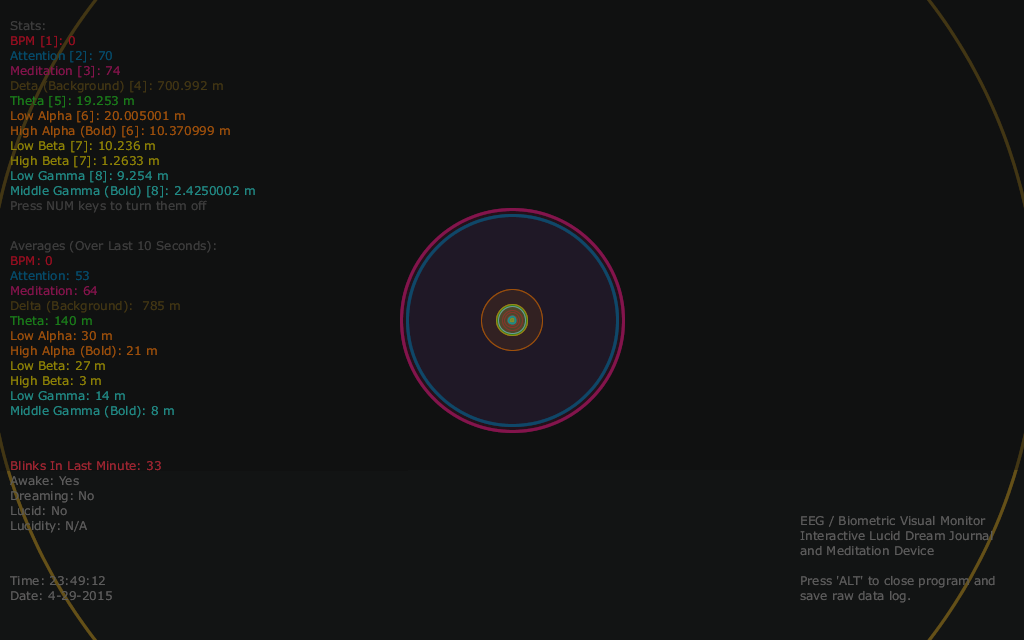 Stats:
BPM [1]: 0
Attention [2]: 70
Meditation [3]: 74
Deta (Background) [4]: 700.992 m
Theta [5]: 19.253 m
Low Alpha [6]: 20.005001 m
High Alpha (Bold) [6]: 10.370999 m
Low Beta [7]: 10.236 m
High Beta [7]: 1.2633 m
Low Gamma [8]: 9.254 m
Middle Gamma (Bold) [8]: 2.4250002 m
Press NUM keys to turn them off
Averages (Over Last 10 Seconds):
BPM: 0
Attention: 53
Meditation: 64
Delta (Background): 785 m
Theta: 140 m
Low Alpha: 30 m
High Alpha (Bold): 21 m
Low Beta: 27 m
High Beta: 3 m
Low Gamma: 14 m
Middle Gamma (Bold): 8 m
Blinks In Last Minute: 33
Awake: Yes
Dreaming: No
Lucid: No
Lucidity: N/A
Time: 23:49:12
Date: 4-29-2015
EEG / Biometric Visual Monitor
Interactive Lucid Dream Journal
and Meditation Device
Press 'ALT' to close program and
save raw data log.